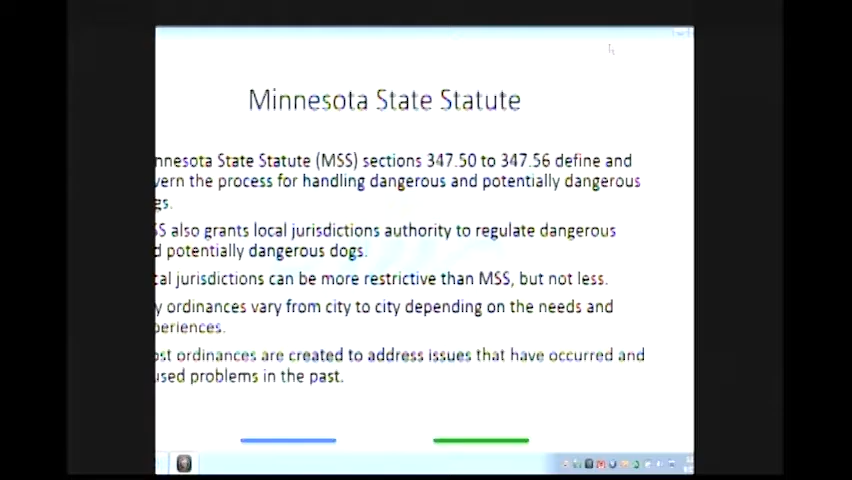 Minnesota State Statute
nnesota State Statute (MSS) sections 347.50 to 347.56 define and
vern the process for handling dangerous and potentially dangerous
gs.
SS also grants local jurisdictions authority to regulate dangerous
d potentially dangerous dogs.
cal jurisdictions can be more restrictive than MSS, but not less.
y ordinances vary from city to city depending on the needs and
periences.
ost ordinances are created to address issues that have occurred and
used problems in the past.